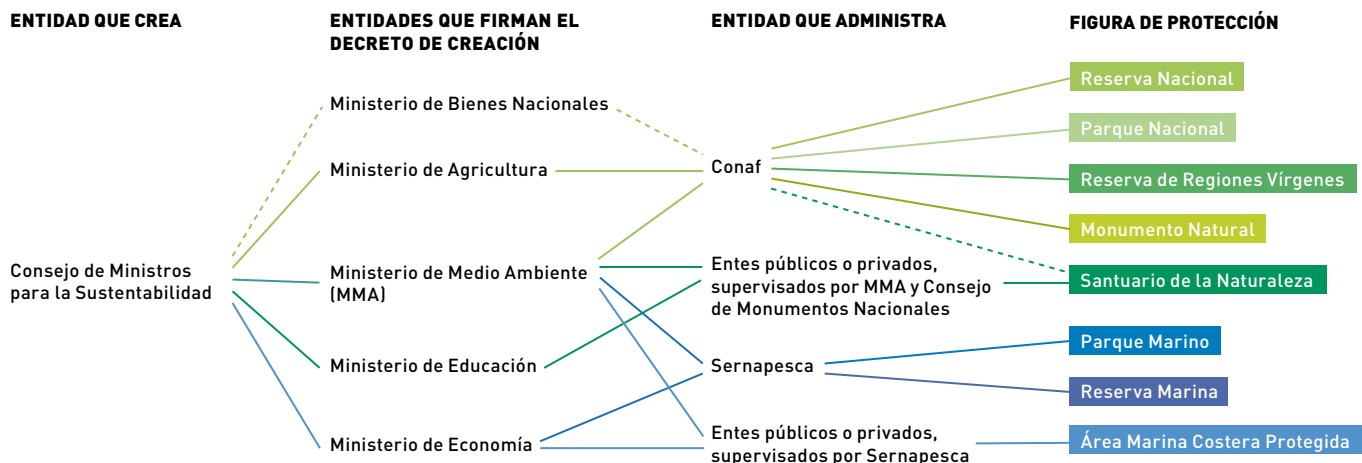 ENTIDAD QUE CREA
ENTIDADES QUE FIRMAN EL
DECRETO DE CREACIÓN
ENTIDAD QUE ADMINISTRA
FIGURA DE PROTECCIÓN
Consejo de Ministros
para la Sustentabilidad
Ministerio de Bienes Nacionales
Ministerio de Agricultura
Ministerio de Medio Ambiente
(MMA)
Ministerio de Educación
Ministerio de Economía
Conaf
Entes públicos o privados,
supervisados por MMA y Consejo
de Monumentos Nacionales
Sernapesca
Entes públicos o privados,
supervisados por Sernapesca
Reserva Nacional
Parque Nacional
Reserva de Regiones Vírgenes
Monumento Natural
Santuario de la Naturaleza
Parque Marino
Reserva Marina
Área Marina Costera Protegida